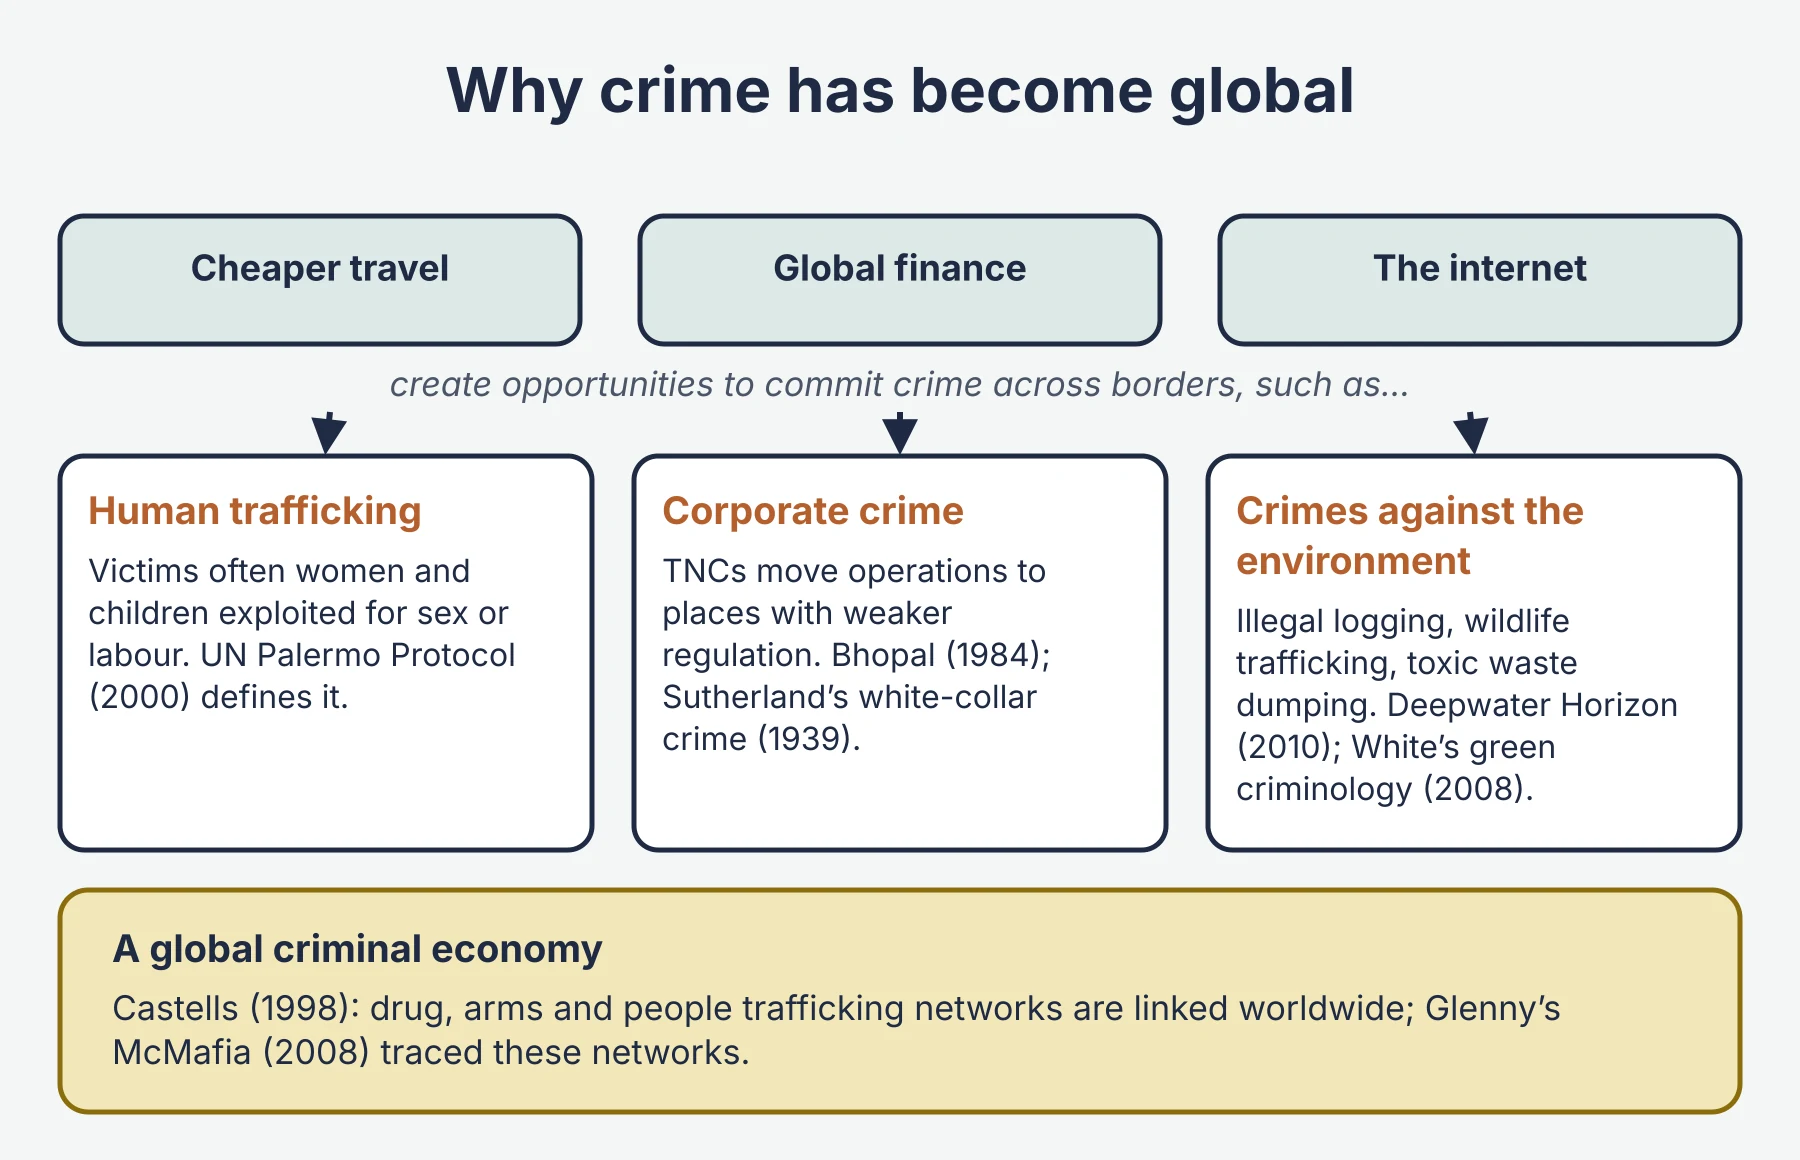 Why crime has become global
Cheaper travel
Global finance
The internet
create opportunities to commit crime across borders, such as...
Human trafficking
Victims often women and
children exploited for sex or
labour. UN Palermo Protocol
(2000) defines it.
Corporate crime
TNCs move operations to
places with weaker
regulation. Bhopal (1984);
Sutherland’s white-collar
crime (1939).
Crimes against the
environment
Illegal logging, wildlife
trafficking, toxic waste
dumping. Deepwater Horizon
(2010); White’s green
criminology (2008).
A global criminal economy
Castells (1998): drug, arms and people trafficking networks are linked worldwide; Glenny’s
McMafia (2008) traced these networks.